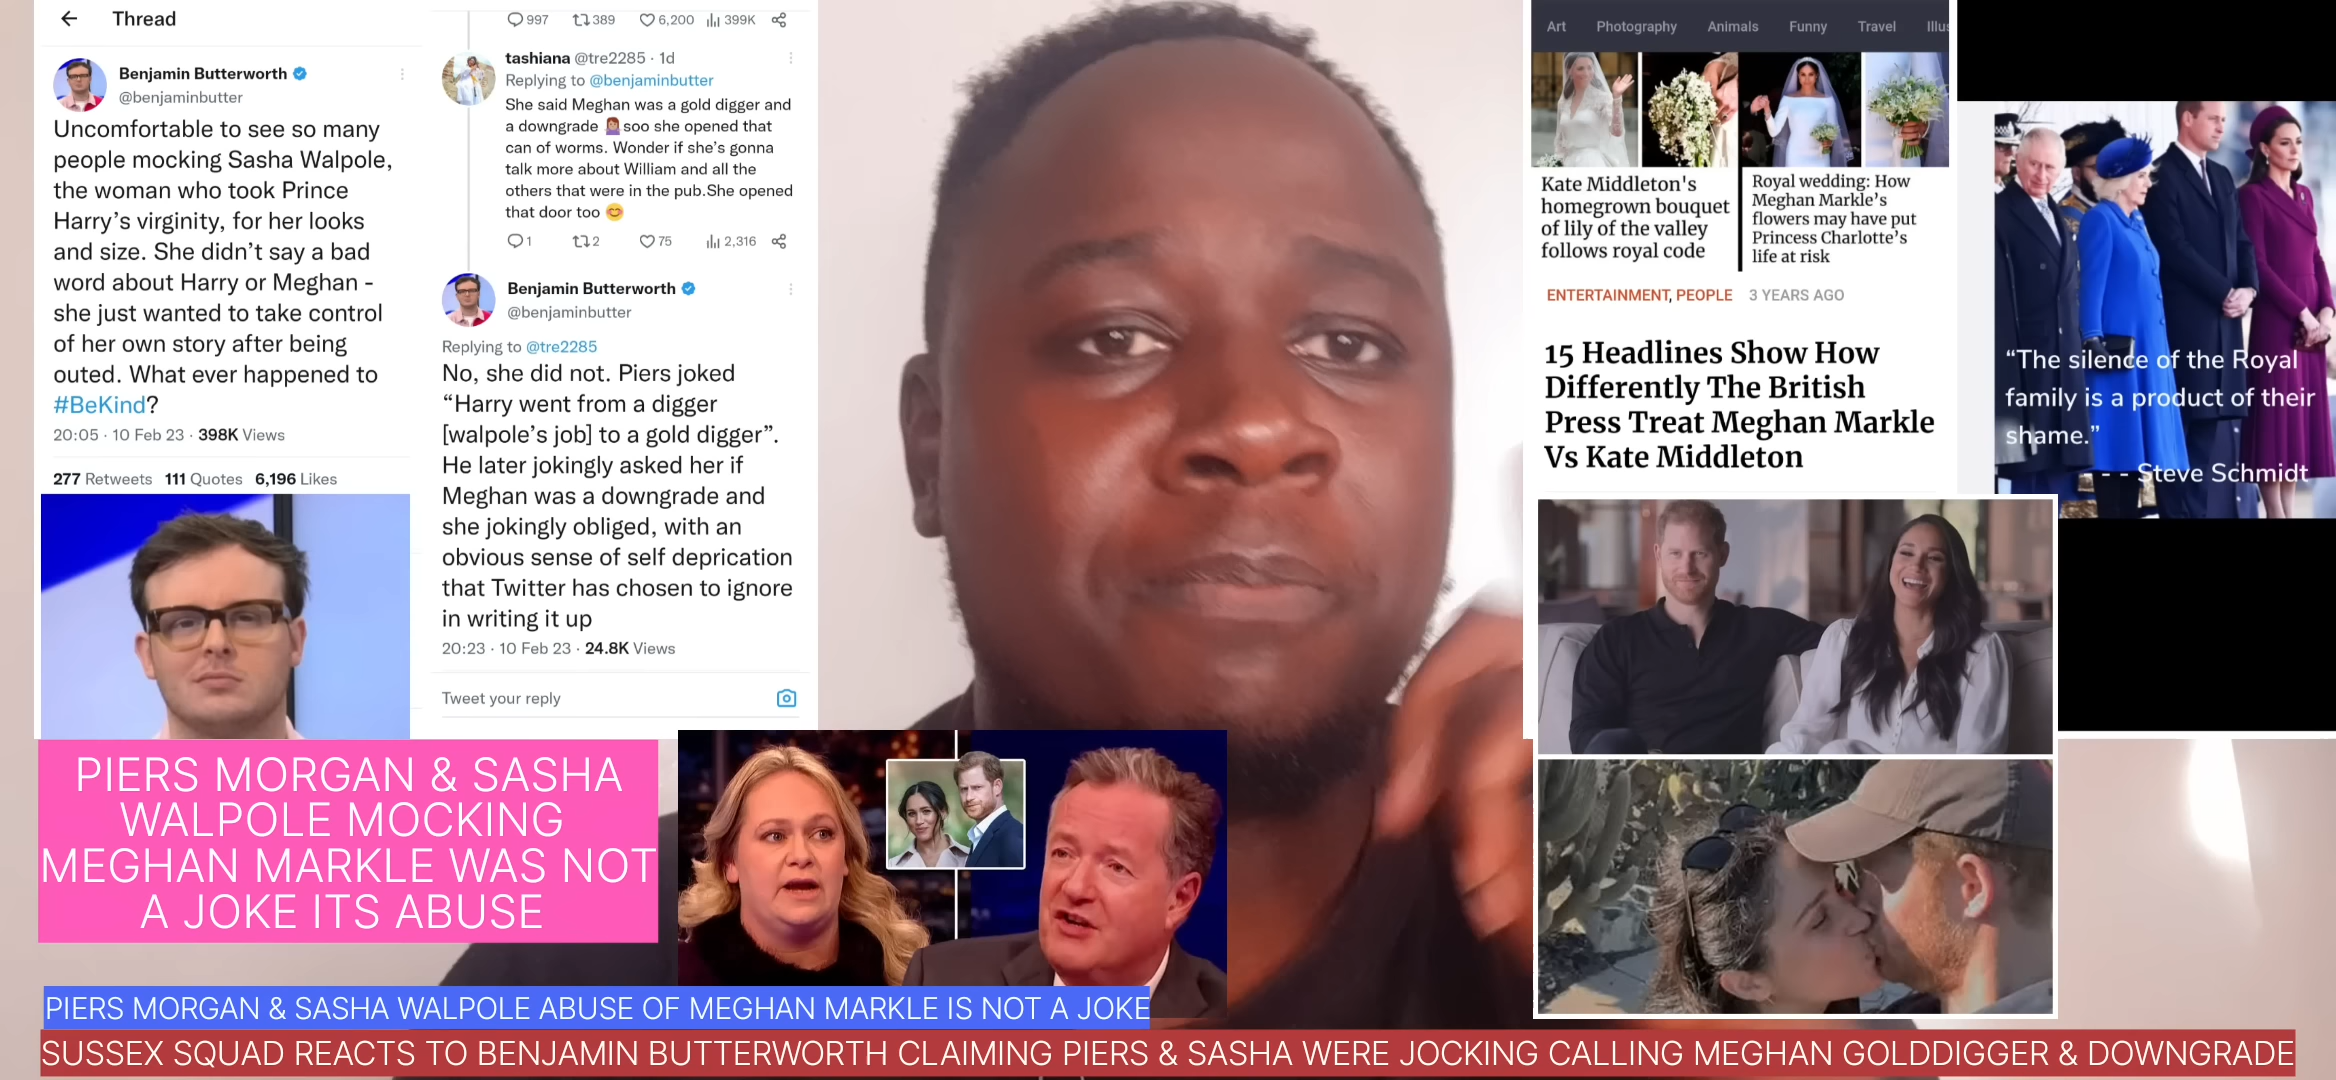 Thread
Benjamin Butterworth
@benjaminbutter
Uncomfortable to see so many
people mocking Sasha Walpole,
the woman who took Prince
Harry’s virginity, for her looks
and size. She didn’t say a bad
word about Harry or Meghan -
she just wanted to take control
of her own story after being
outed. What ever happened to
#BeKind?
20:05 · 10 Feb 23 · 398K Views
277 Retweets 111 Quotes 6,196 Likes
997 389 6,200 399K
tashiana @tre2285 · 1d
Replying to @benjaminbutter
She said Meghan was a gold digger and
a downgrade 🤷🏽‍♀️ soo she opened that
can of worms. Wonder if she’s gonna
talk more about William and all the
others that were in the pub.She opened
that door too 😊
1 2 75 2,316
Benjamin Butterworth
@benjaminbutter
Replying to @tre2285
No, she did not. Piers joked
“Harry went from a digger
[walpole’s job] to a gold digger”.
He later jokingly asked her if
Meghan was a downgrade and
she jokingly obliged, with an
obvious sense of self deprication
that Twitter has chosen to ignore
in writing it up
20:23 · 10 Feb 23 · 24.8K Views
Tweet your reply
Art Photography Animals Funny Travel Illus
Kate Middleton's
homegrown bouquet
of lily of the valley
follows royal code
Royal wedding: How
Meghan Markle’s
flowers may have put
Princess Charlotte’s
life at risk
ENTERTAINMENT, PEOPLE 3 YEARS AGO
15 Headlines Show How
Differently The British
Press Treat Meghan Markle
Vs Kate Middleton
“The silence of the Royal
family is a product of their
shame.”
- - Steve Schmidt
PIERS MORGAN & SASHA
WALPOLE MOCKING
MEGHAN MARKLE WAS NOT
A JOKE ITS ABUSE
PIERS MORGAN & SASHA WALPOLE ABUSE OF MEGHAN MARKLE IS NOT A JOKE
SUSSEX SQUAD REACTS TO BENJAMIN BUTTERWORTH CLAIMING PIERS & SASHA WERE JOCKING CALLING MEGHAN GOLDDIGGER & DOWNGRADE